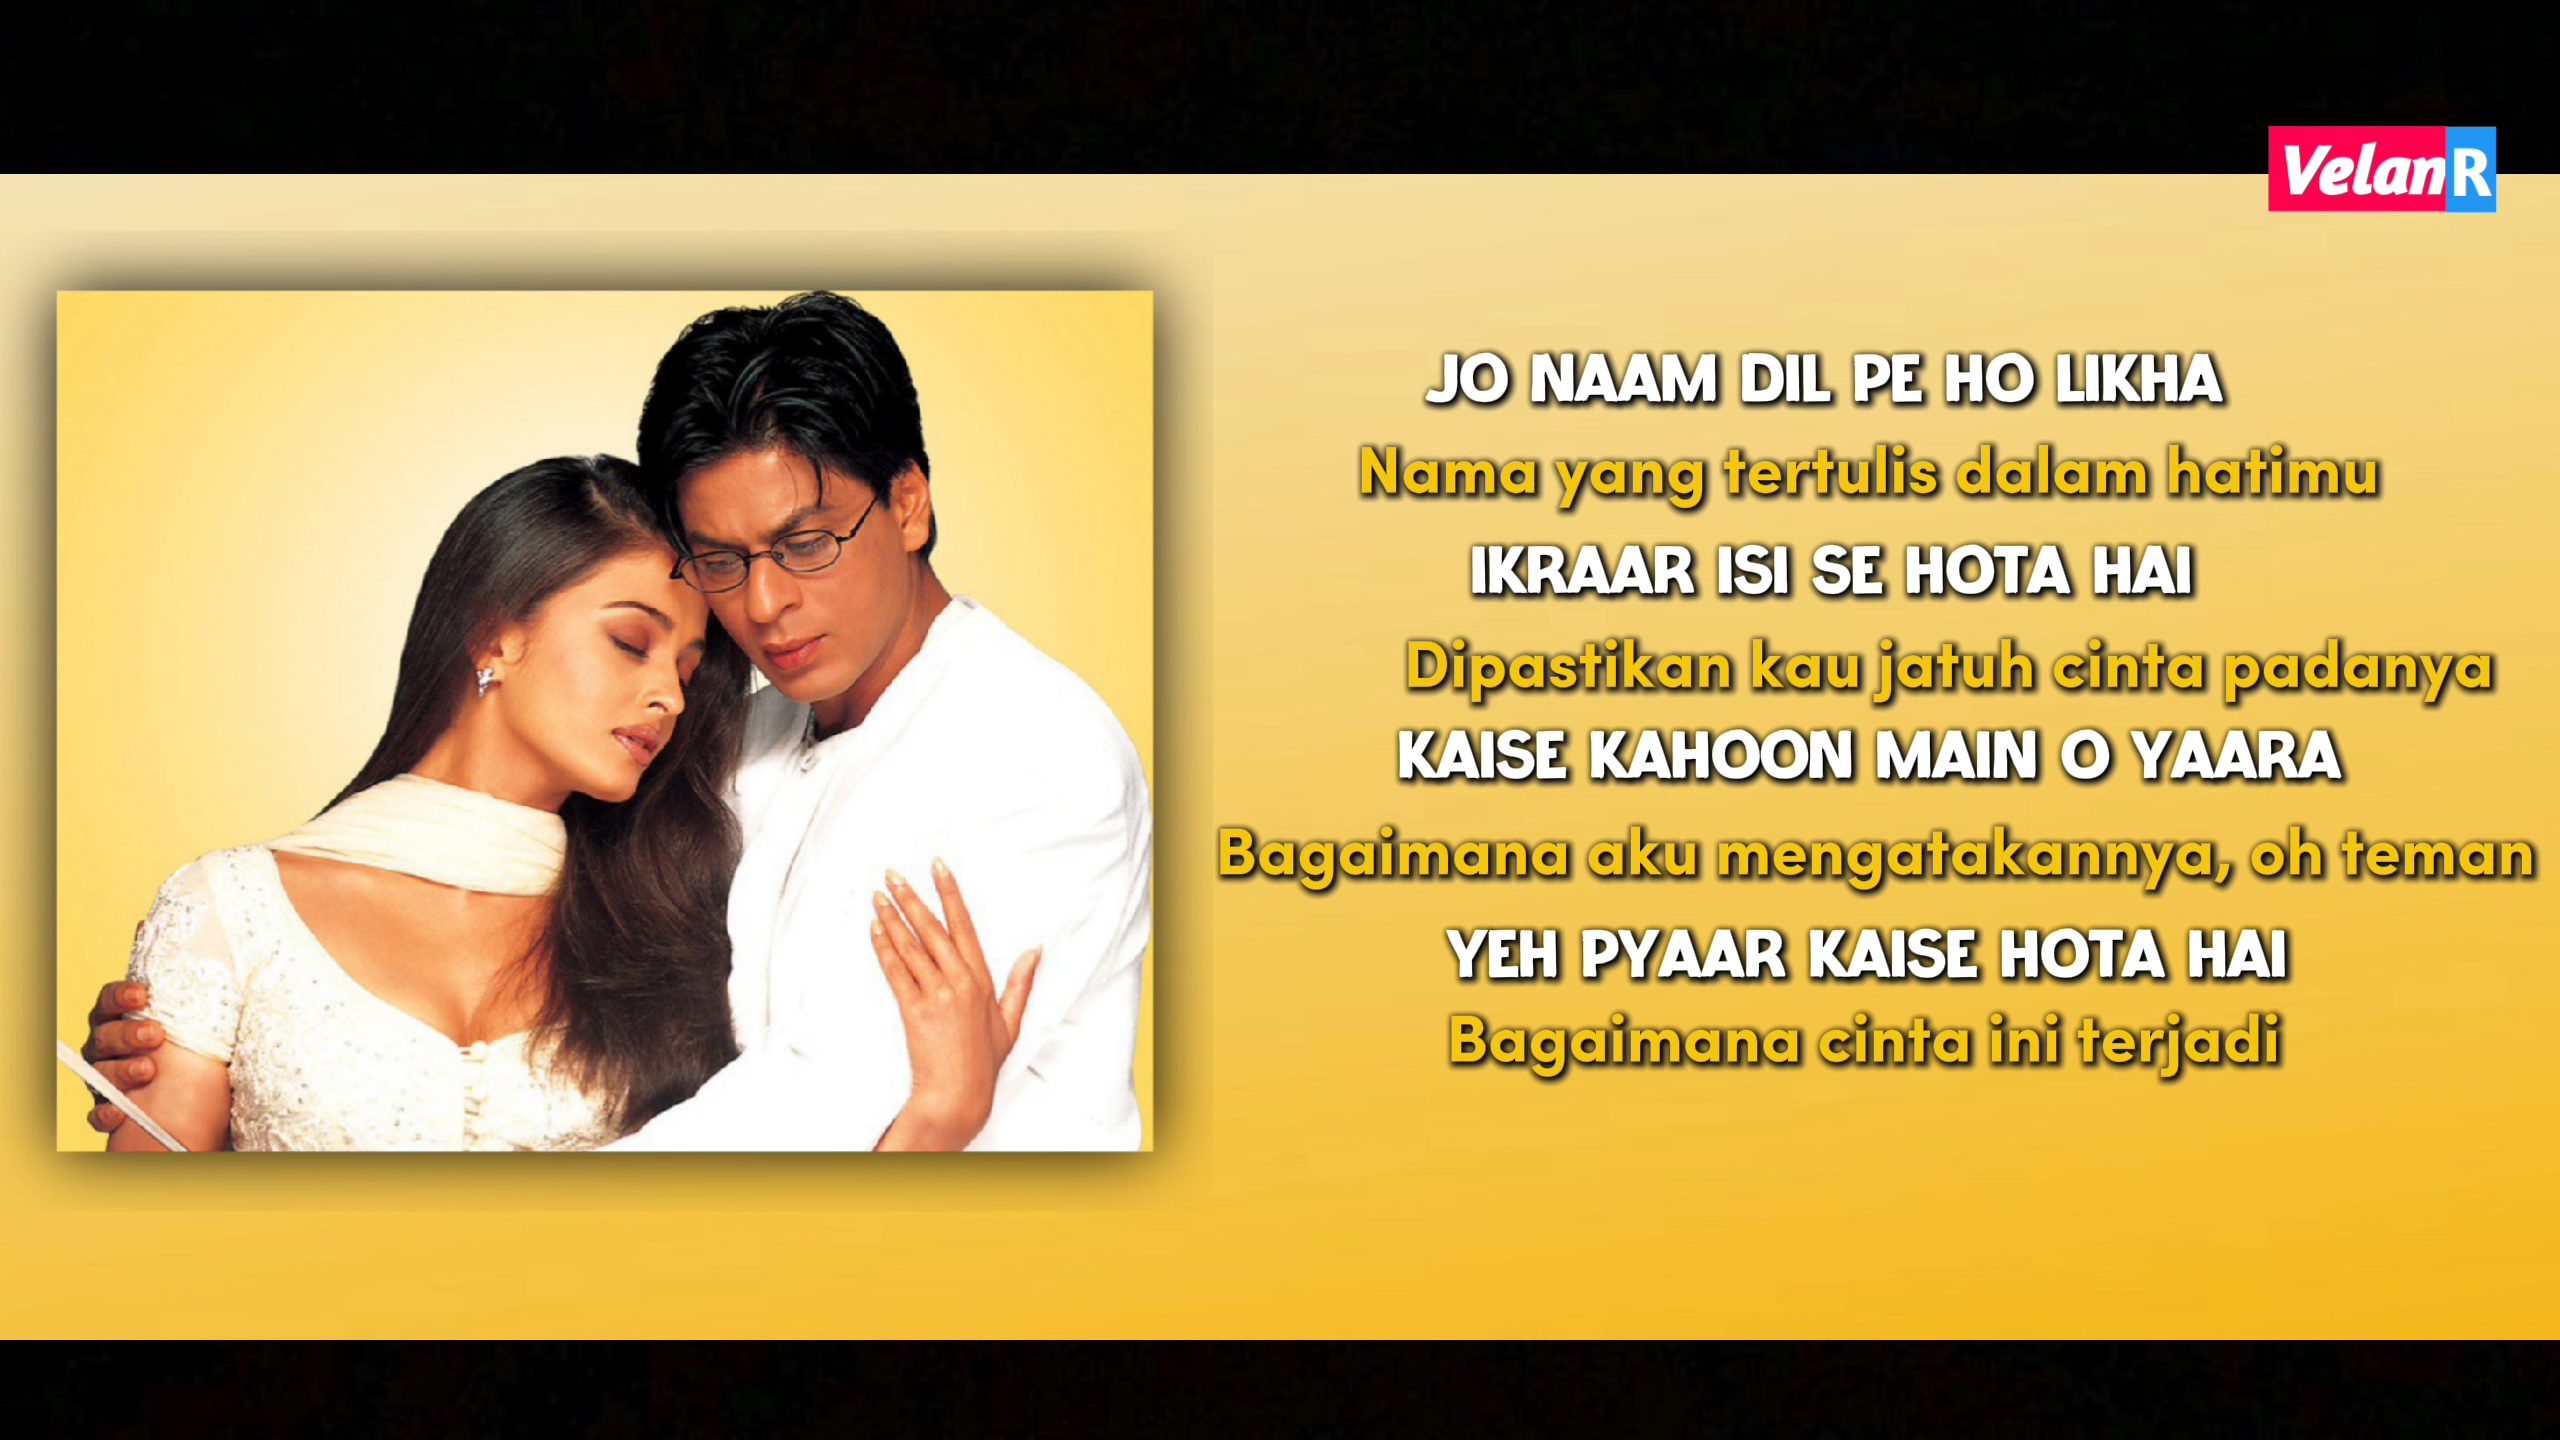 VelanR
JO NAAM DIL PE HO LIKHA
Nama yang tertulis dalam hatimu
IKRAAR ISI SE HOTA HAI
Dipastikan kau jatuh cinta padanya
KAISE KAHOON MAIN O YAARA
Bagaimana aku mengatakannya, oh teman
YEH PYAAR KAISE HOTA HAI
Bagaimana cinta ini terjadi